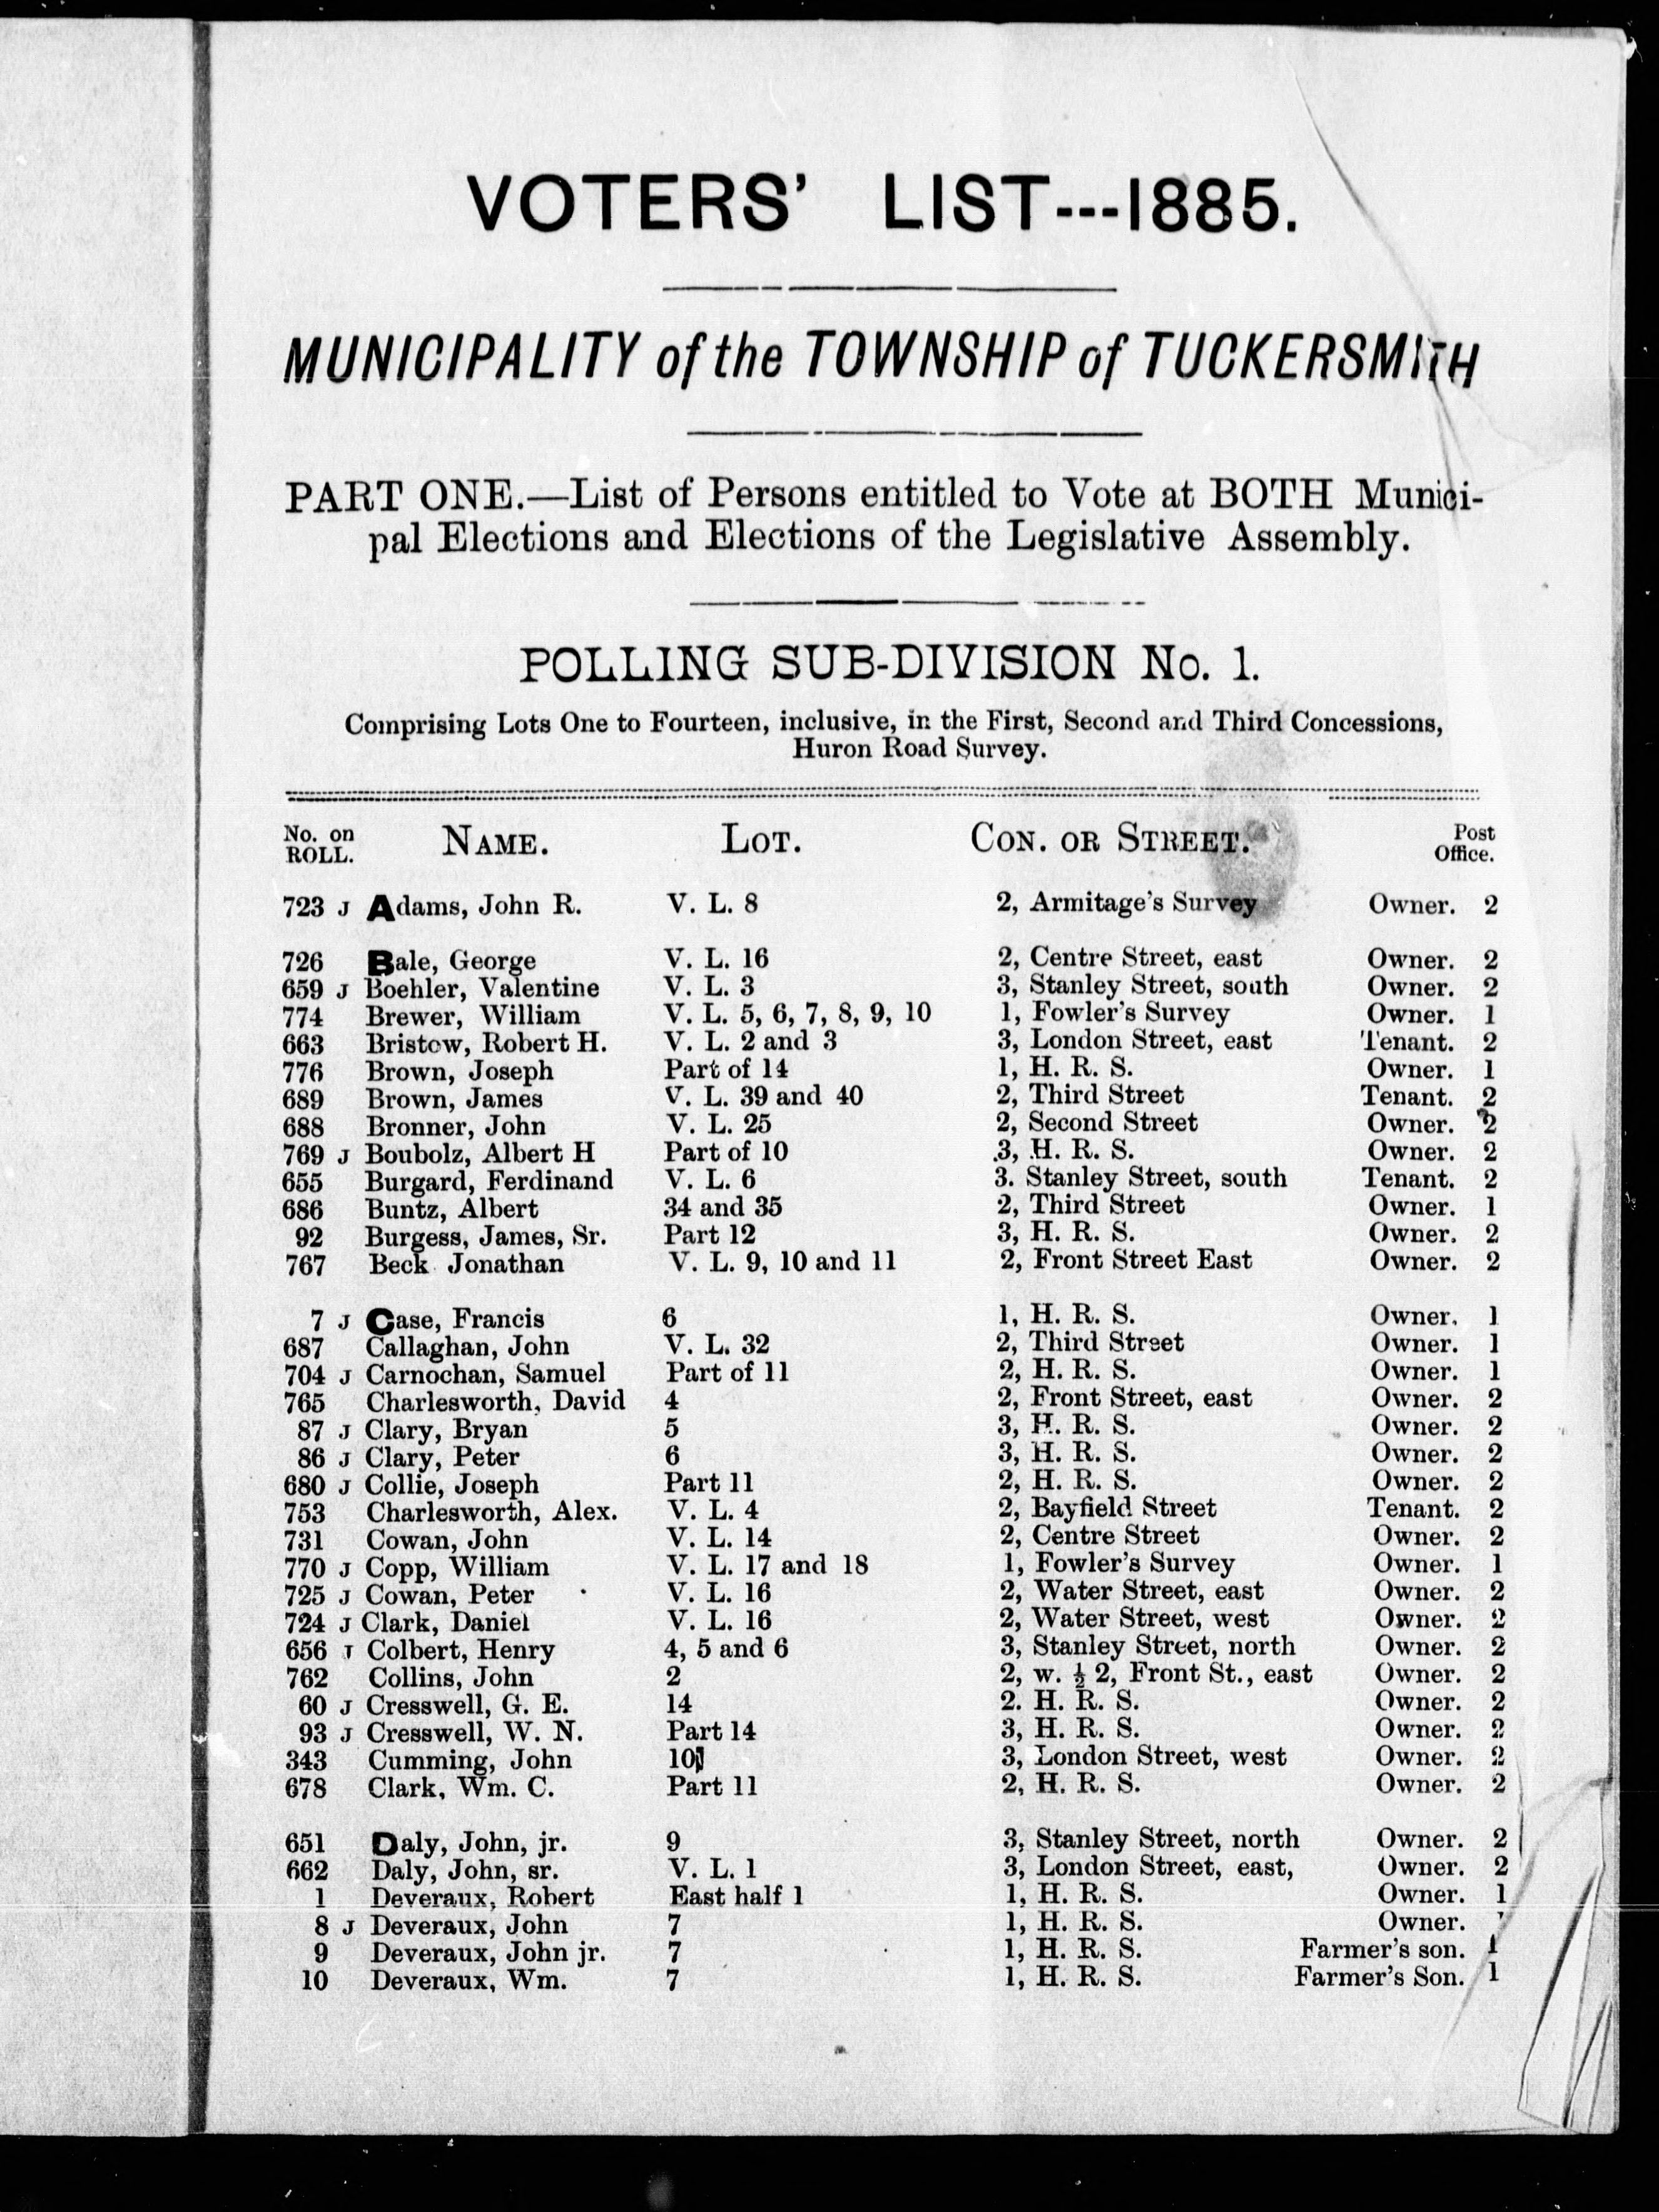 VOTERS' LIST---1885.
MUNICIPALITY of the TOWNSHIP of TUCKERSMITH
PART ONE.—List of Persons entitled to Vote at BOTH Munici-
pal Elections and Elections of the Legislative Assembly.
POLLING SUB-DIVISION No. 1.
Comprising Lots One to Fourteen, inclusive, in the First, Second and Third Concessions,
Huron Road Survey.
No. on ROLL. NAME. LOT. CON. OR STREET. Post Office.
723 J Adams, John R. V. L. 8 2, Armitage's Survey Owner. 2
726 Bale, George V. L. 16 2, Centre Street, east Owner. 2
659 J Boehler, Valentine V. L. 3 3, Stanley Street, south Owner. 2
774 Brewer, William V. L. 5, 6, 7, 8, 9, 10 1, Fowler's Survey Owner. 1
663 Bristow, Robert H. V. L. 2 and 3 3, London Street, east Tenant. 2
776 Brown, Joseph Part of 14 1, H. R. S. Owner. 1
689 Brown, James V. L. 39 and 40 2, Third Street Tenant. 2
688 Bronner, John V. L. 25 2, Second Street Owner. 2
769 J Boubolz, Albert H Part of 10 3, H. R. S. Owner. 2
655 Burgard, Ferdinand V. L. 6 3. Stanley Street, south Tenant. 2
686 Buntz, Albert 34 and 35 2, Third Street Owner. 1
92 Burgess, James, Sr. Part 12 3, H. R. S. Owner. 2
767 Beck Jonathan V. L. 9, 10 and 11 2, Front Street East Owner. 2
7 J Case, Francis 6 1, H. R. S. Owner. 1
687 Callaghan, John V. L. 32 2, Third Street Owner. 1
704 J Carnochan, Samuel Part of 11 2, H. R. S. Owner. 1
765 Charlesworth, David 4 2, Front Street, east Owner. 2
87 J Clary, Bryan 5 3, H. R. S. Owner. 2
86 J Clary, Peter 6 3, H. R. S. Owner. 2
680 J Collie, Joseph Part 11 2, H. R. S. Owner. 2
753 Charlesworth, Alex. V. L. 4 2, Bayfield Street Tenant. 2
731 Cowan, John V. L. 14 2, Centre Street Owner. 2
770 J Copp, William V. L. 17 and 18 1, Fowler's Survey Owner. 1
725 J Cowan, Peter V. L. 16 2, Water Street, east Owner. 2
724 J Clark, Daniel V. L. 16 2, Water Street, west Owner. 2
656 J Colbert, Henry 4, 5 and 6 3, Stanley Street, north Owner. 2
762 Collins, John 2 2, w. ½ 2, Front St., east Owner. 2
60 J Cresswell, G. E. 14 2. H. R. S. Owner. 2
93 J Cresswell, W. N. Part 14 3, H. R. S. Owner. 2
343 Cumming, John 3, London Street, west Owner. 2
678 Clark, Wm. C. Part 11 2, H. R. S. Owner. 2
651 Daly, John, jr. 9 3, Stanley Street, north Owner. 2
662 Daly, John, sr. V. L. 1 3, London Street, east, Owner. 2
1 Deveraux, Robert East half 1 1, H. R. S. Owner. 1
8 J Deveraux, John 7 1, H. R. S. Owner.
9 Deveraux, John jr. 7 1, H. R. S. Farmer's son. 1
10 Deveraux, Wm. 7 1, H. R. S. Farmer's Son. 1